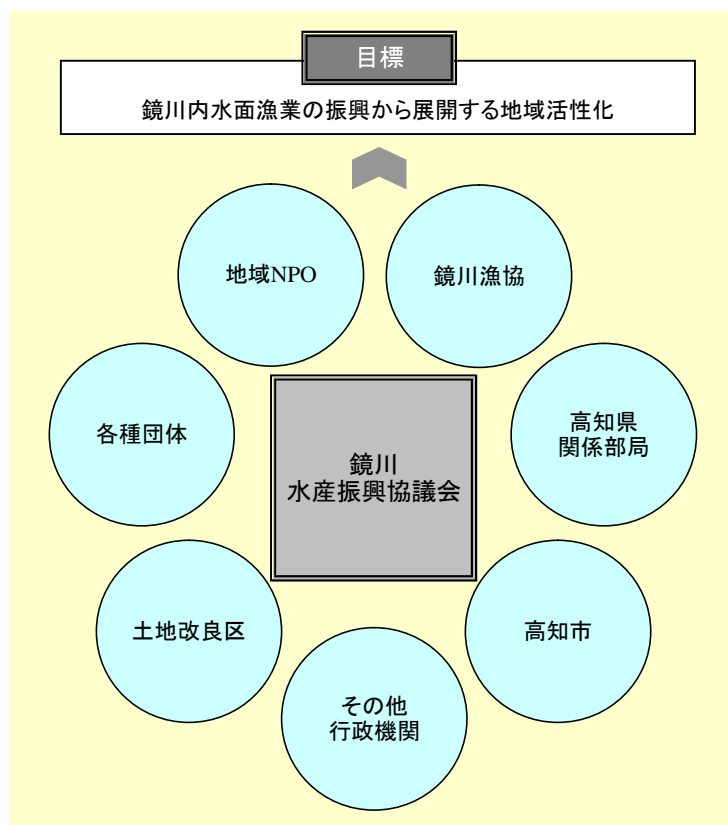 目標
鏡川内水面漁業の振興から展開する地域活性化
地域NPO
鏡川漁協
各種団体
高知県
関係部局
鏡川
水産振興協議会
土地改良区
高知市
その他
行政機関